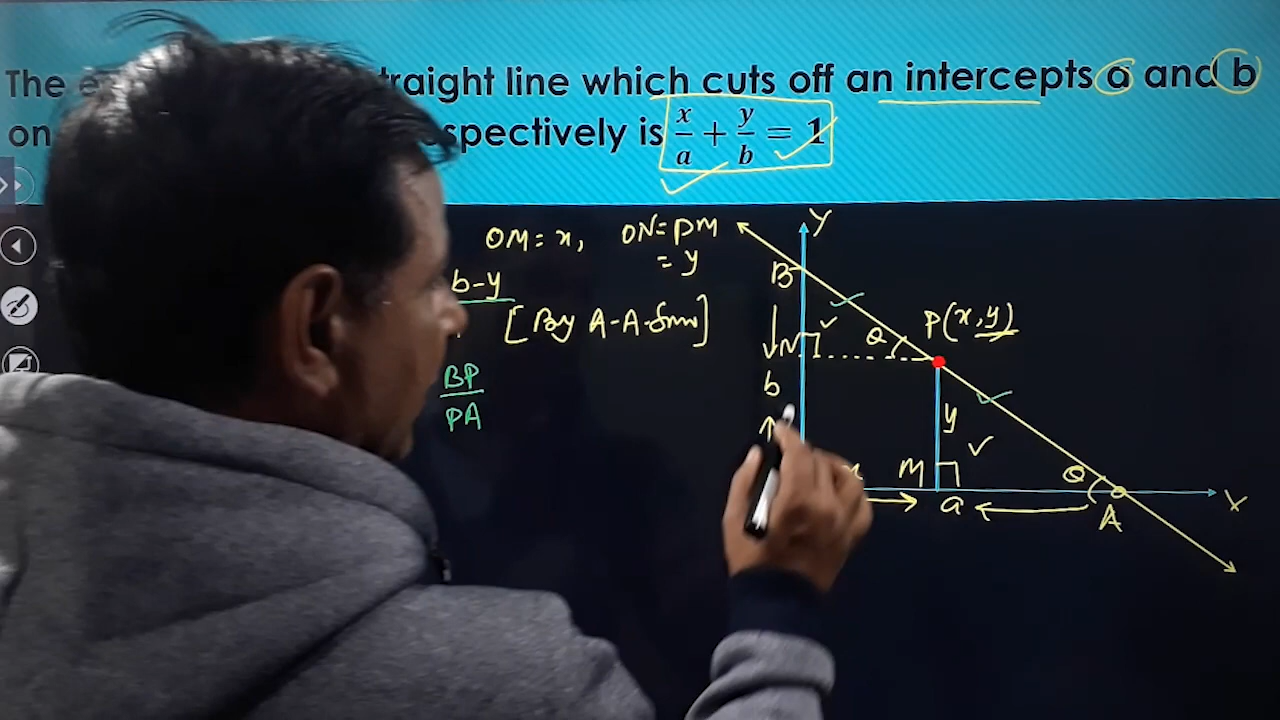 The traight line which cuts off an intercepts a and b
on spectively is x/a + y/b = 1
OM = x, ON = PM
= y
b-y
[By A-A-
BP
PA
Y
B
P(x,y)
θ
N
b
y
M
θ
a
A
X